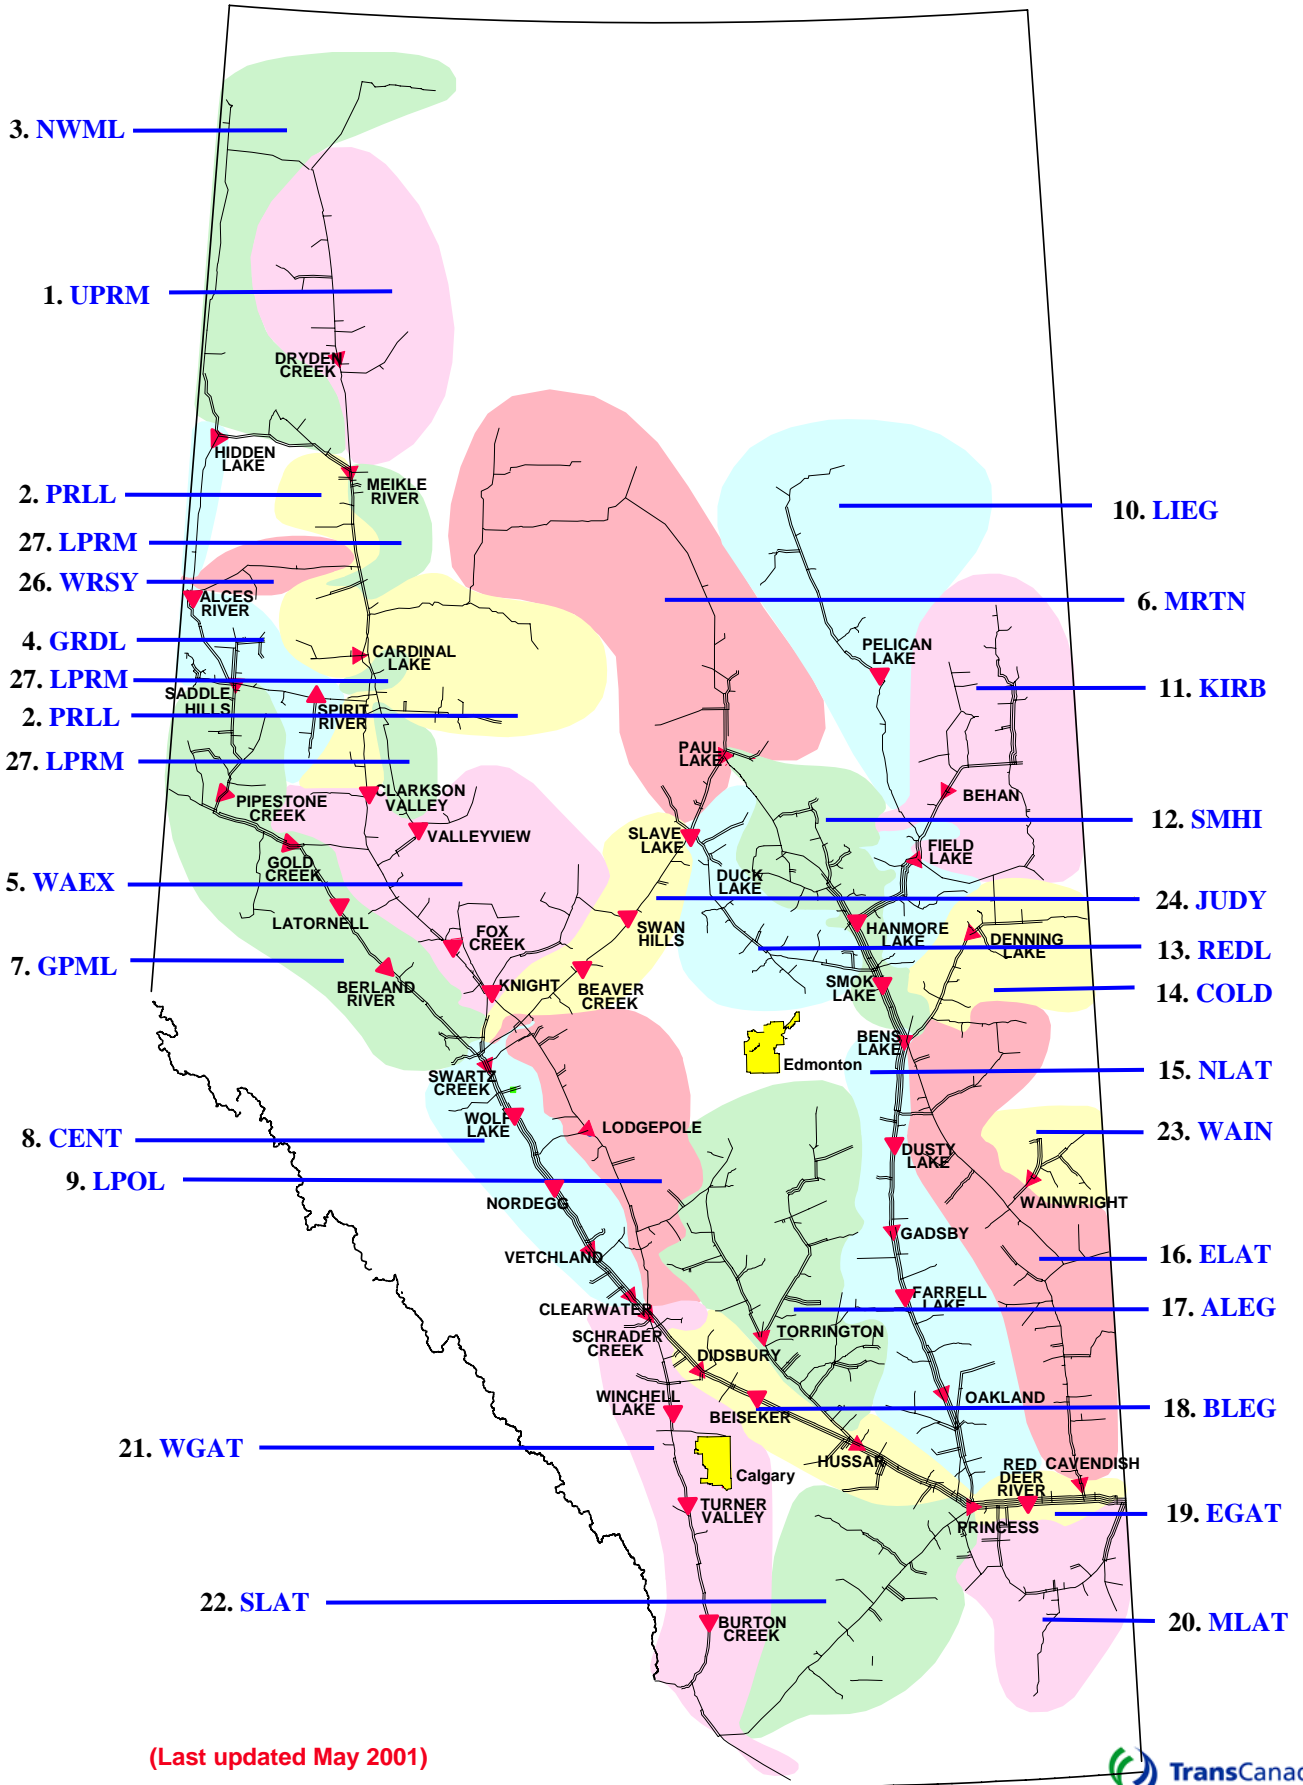 3. NWML
1. UPRM
DRYDEN
CREEK
HIDDEN
LAKE
MEIKLE
RIVER
2. PRLL
10. LIEG
27. LPRM
26. WRSY
ALCES
RIVER
6. MRTN
4. GRDL
CARDINAL
LAKE
PELICAN
LAKE
27. LPRM
11. KIRB
SADDLE
HILLS
SPIRIT
RIVER
2. PRLL
PAUL
LAKE
27. LPRM
PIPESTONE
CREEK
CLARKSON
VALLEY
BEHAN
VALLEYVIEW
SLAVE
LAKE
12. SMHI
GOLD
CREEK
FIELD
LAKE
DUCK
LAKE
5. WAEX
24. JUDY
LATORNELL
FOX
CREEK
SWAN
HILLS
HANMORE
LAKE
DENNING
LAKE
13. REDL
7. GPML
BERLAND
RIVER
KNIGHT
BEAVER
CREEK
SMOK
LAKE
14. COLD
BENS
LAKE
Edmonton
SWARTZ
CREEK
15. NLAT
WOLF
LAKE
LODGEPOLE
8. CENT
23. WAIN
DUSTY
LAKE
9. LPOL
NORDEGG
WAINWRIGHT
GADSBY
VETCHLAND
16. ELAT
FARRELL
LAKE
CLEARWATER
17. ALEG
SCHRADER
CREEK
TORRINGTON
DIDSBURY
WINCHELL
LAKE
OAKLAND
BEISEKER
18. BLEG
21. WGAT
HUSSAR
RED
DEER
RIVER
CAVENDISH
Calgary
TURNER
VALLEY
PRINCESS
19. EGAT
22. SLAT
BURTON
CREEK
20. MLAT
(Last updated May 2001)
TransCanad